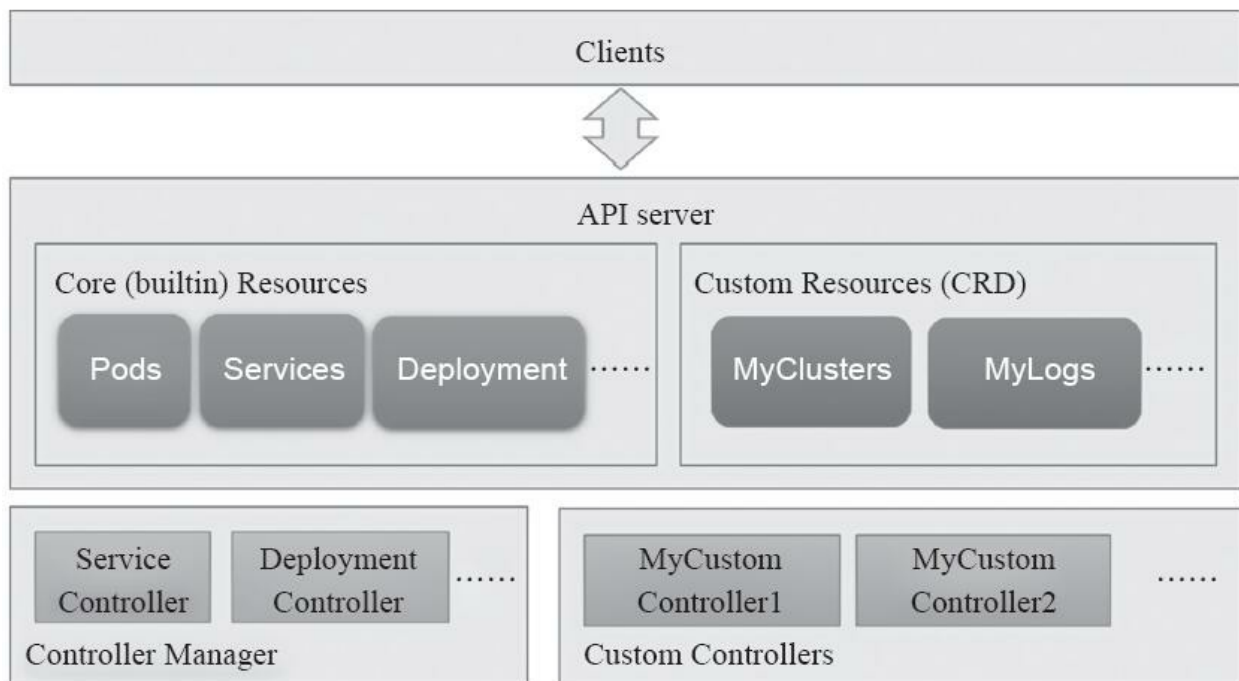 Clients
API server
Core (builtin) Resources
Pods
Services
Deployment
......
Custom Resources (CRD)
MyClusters
MyLogs
......
Service
Controller
Deployment
Controller
......
Controller Manager
MyCustom
Controller1
MyCustom
Controller2
......
Custom Controllers